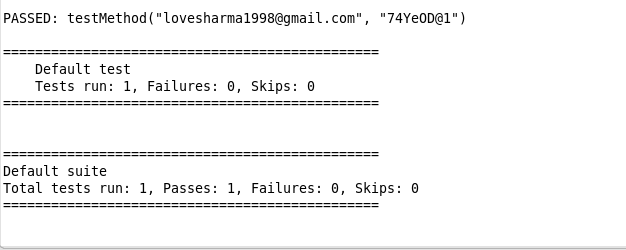 PASSED: testMethod("lovesharma1998@gmail.com", "74YeOD@1")
===============================================
Default test
Tests run: 1, Failures: 0, Skips: 0
===============================================
===============================================
Default suite
Total tests run: 1, Passes: 1, Failures: 0, Skips: 0
===============================================